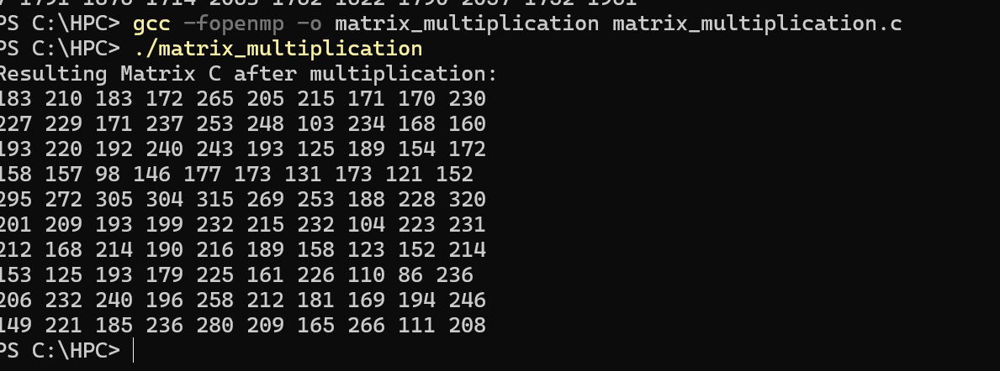 PS C:\HPC> gcc -fopenmp -o matrix_multiplication matrix_multiplication.c
PS C:\HPC> ./matrix_multiplication
Resulting Matrix C after multiplication:
183 210 183 172 265 205 215 171 170 230
227 229 171 237 253 248 103 234 168 160
193 220 192 240 243 193 125 189 154 172
158 157 98 146 177 173 131 173 121 152
295 272 305 304 315 269 253 188 228 320
201 209 193 199 232 215 232 104 223 231
212 168 214 190 216 189 158 123 152 214
153 125 193 179 225 161 226 110 86 236
206 232 240 196 258 212 181 169 194 246
149 221 185 236 280 209 165 266 111 208
PS C:\HPC>